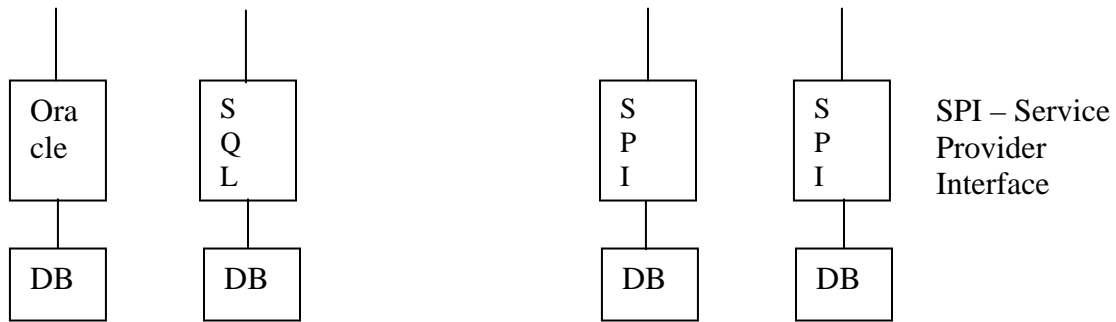 Ora
cle
S
Q
L
S
P
I
S
P
I
SPI – Service
Provider
Interface
DB
DB
DB
DB